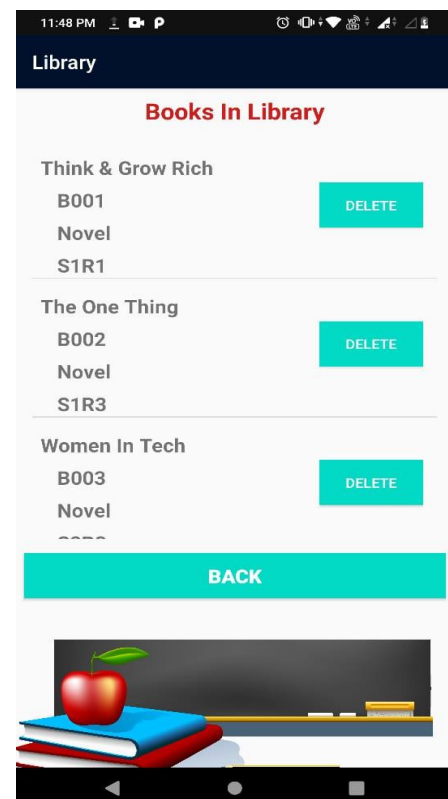 11:48 PM
Library
Books In Library
Think & Grow Rich
B001
DELETE
Novel
S1R1
The One Thing
B002
DELETE
Novel
S1R3
Women In Tech
B003
DELETE
Novel
BACK